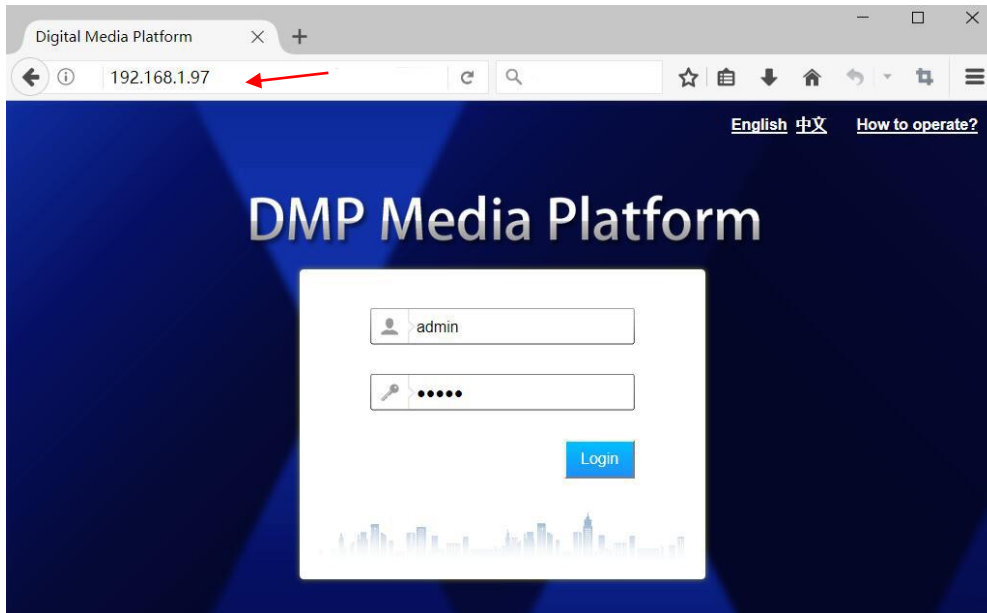 Digital Media Platform
192.168.1.97
English 中文 How to operate?
DMP Media Platform
admin
•••••
Login